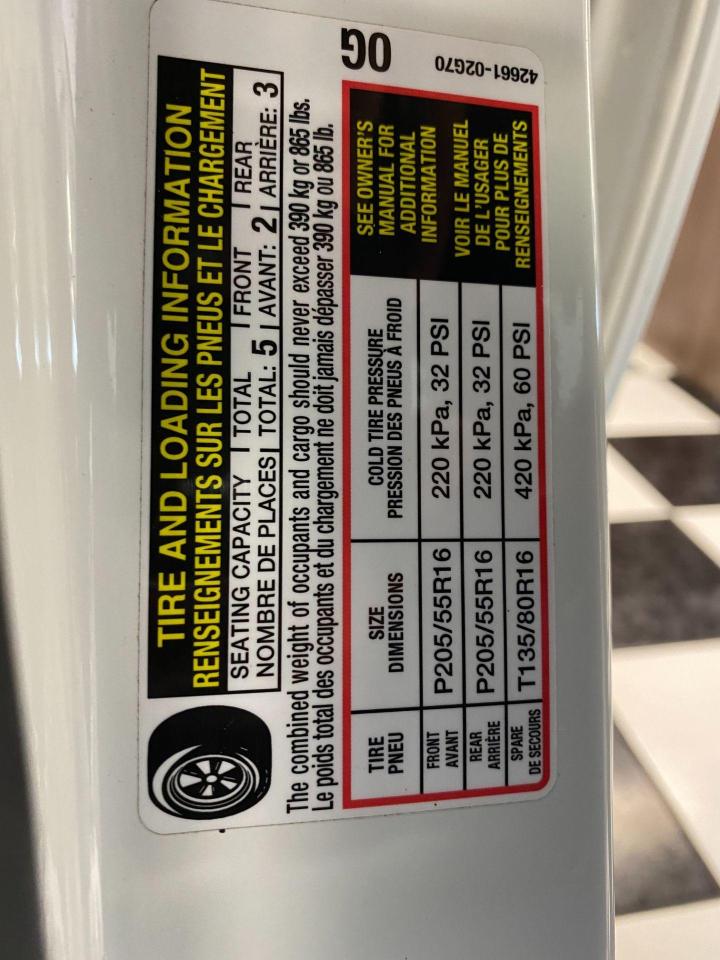 42661-02G70
0G
TIRE AND LOADING INFORMATION
RENSEIGNEMENTS SUR LES PNEUS ET LE CHARGEMENT
SEATING CAPACITY | TOTAL | FRONT | REAR
NOMBRE DE PLACES | TOTAL: 5 | AVANT: 2 | ARRIÈRE: 3
The combined weight of occupants and cargo should never exceed 390 kg or 865 lbs.
Le poids total des occupants et du chargement ne doit jamais dépasser 390 kg ou 865 lb.
TIRE
PNEU
SIZE
DIMENSIONS
COLD TIRE PRESSURE
PRESSION DES PNEUS À FROID
FRONT
AVANT
P205/55R16
220 kPa, 32 PSI
REAR
ARRIÈRE
P205/55R16
220 kPa, 32 PSI
SPARE
DE SECOURS
T135/80R16
420 kPa, 60 PSI
SEE OWNER'S
MANUAL FOR
ADDITIONAL
INFORMATION
VOIR LE MANUEL
DE L'USAGER
POUR PLUS DE
RENSEIGNEMENTS